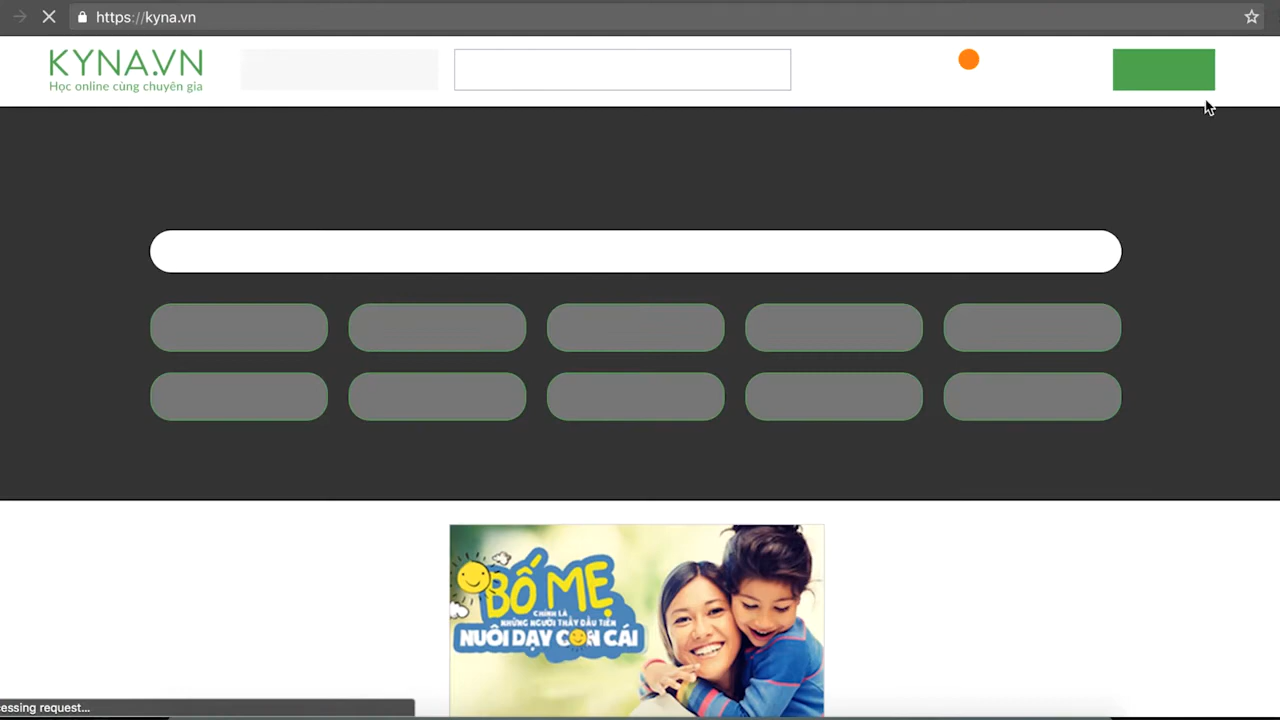 https://kyna.vn
KYNA.VN
Học online cùng chuyên gia
BỐ MẸ
CHÍNH LÀ
NHỮNG NGƯỜI THẦY ĐẦU TIÊN
NUÔI DẠY CON CÁI
cessing request...